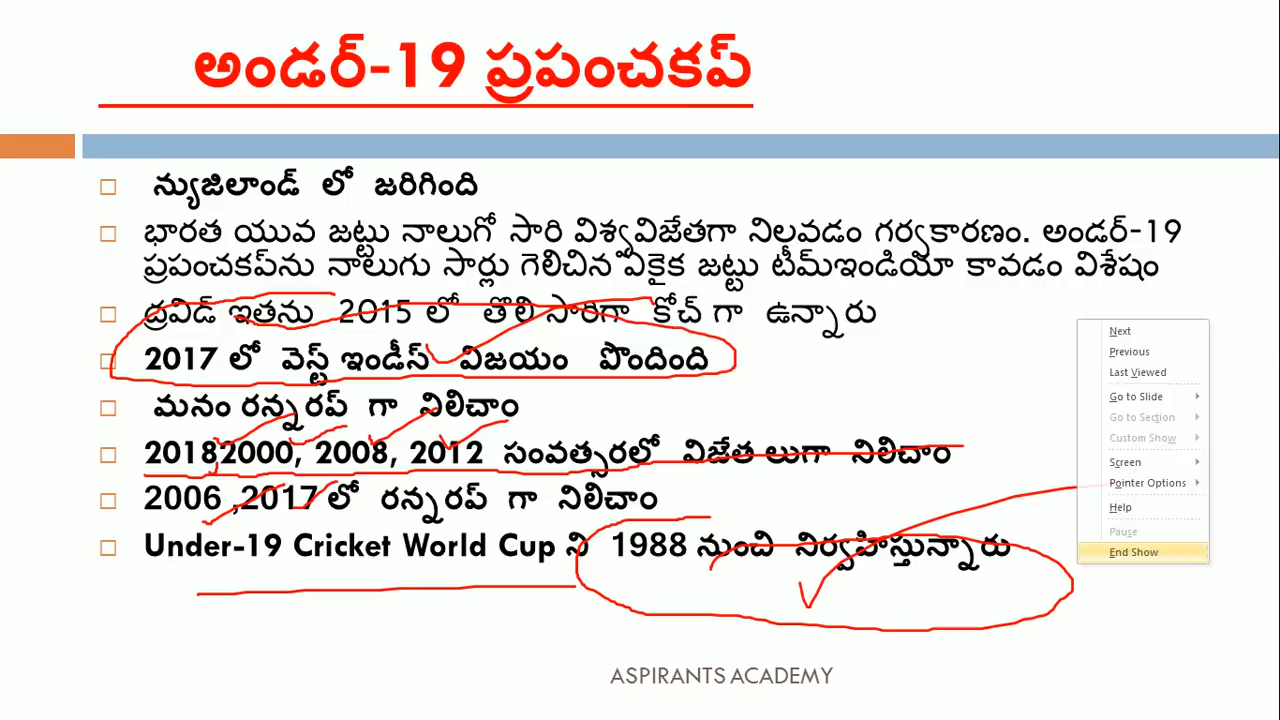 అండర్-19 ప్రపంచకప్
న్యుజిలాండ్ లో జరిగింది
భారత యువ జట్టు నాలుగో సారి విశ్వవిజేతగా నిలవడం గర్వకారణం. అండర్-19
ప్రపంచకప్‌ను నాలుగు సార్లు గెలిచిన ఏకైక జట్టు టీమ్ఇండియా కావడం విశేషం
ద్రవిడ్ ఇతను 2015 లో తొలి సారిగా కోచ్ గా ఉన్నారు
2017 లో వెస్ట్ ఇండీస్ విజయం పొందింది
మనం రన్నరప్ గా నిలిచాం
20182000, 2008, 2012 సంవత్సరలో విజేత లుగా నిలిచాం
2006 ,2017 లో రన్నరప్ గా నిలిచాం
Under-19 Cricket World Cup ని 1988 నుంచి నిర్వహిస్తున్నారు
ASPIRANTS ACADEMY
Next
Previous
Last Viewed
Go to Slide
Go to Section
Custom Show
Screen
Pointer Options
Help
Pause
End Show